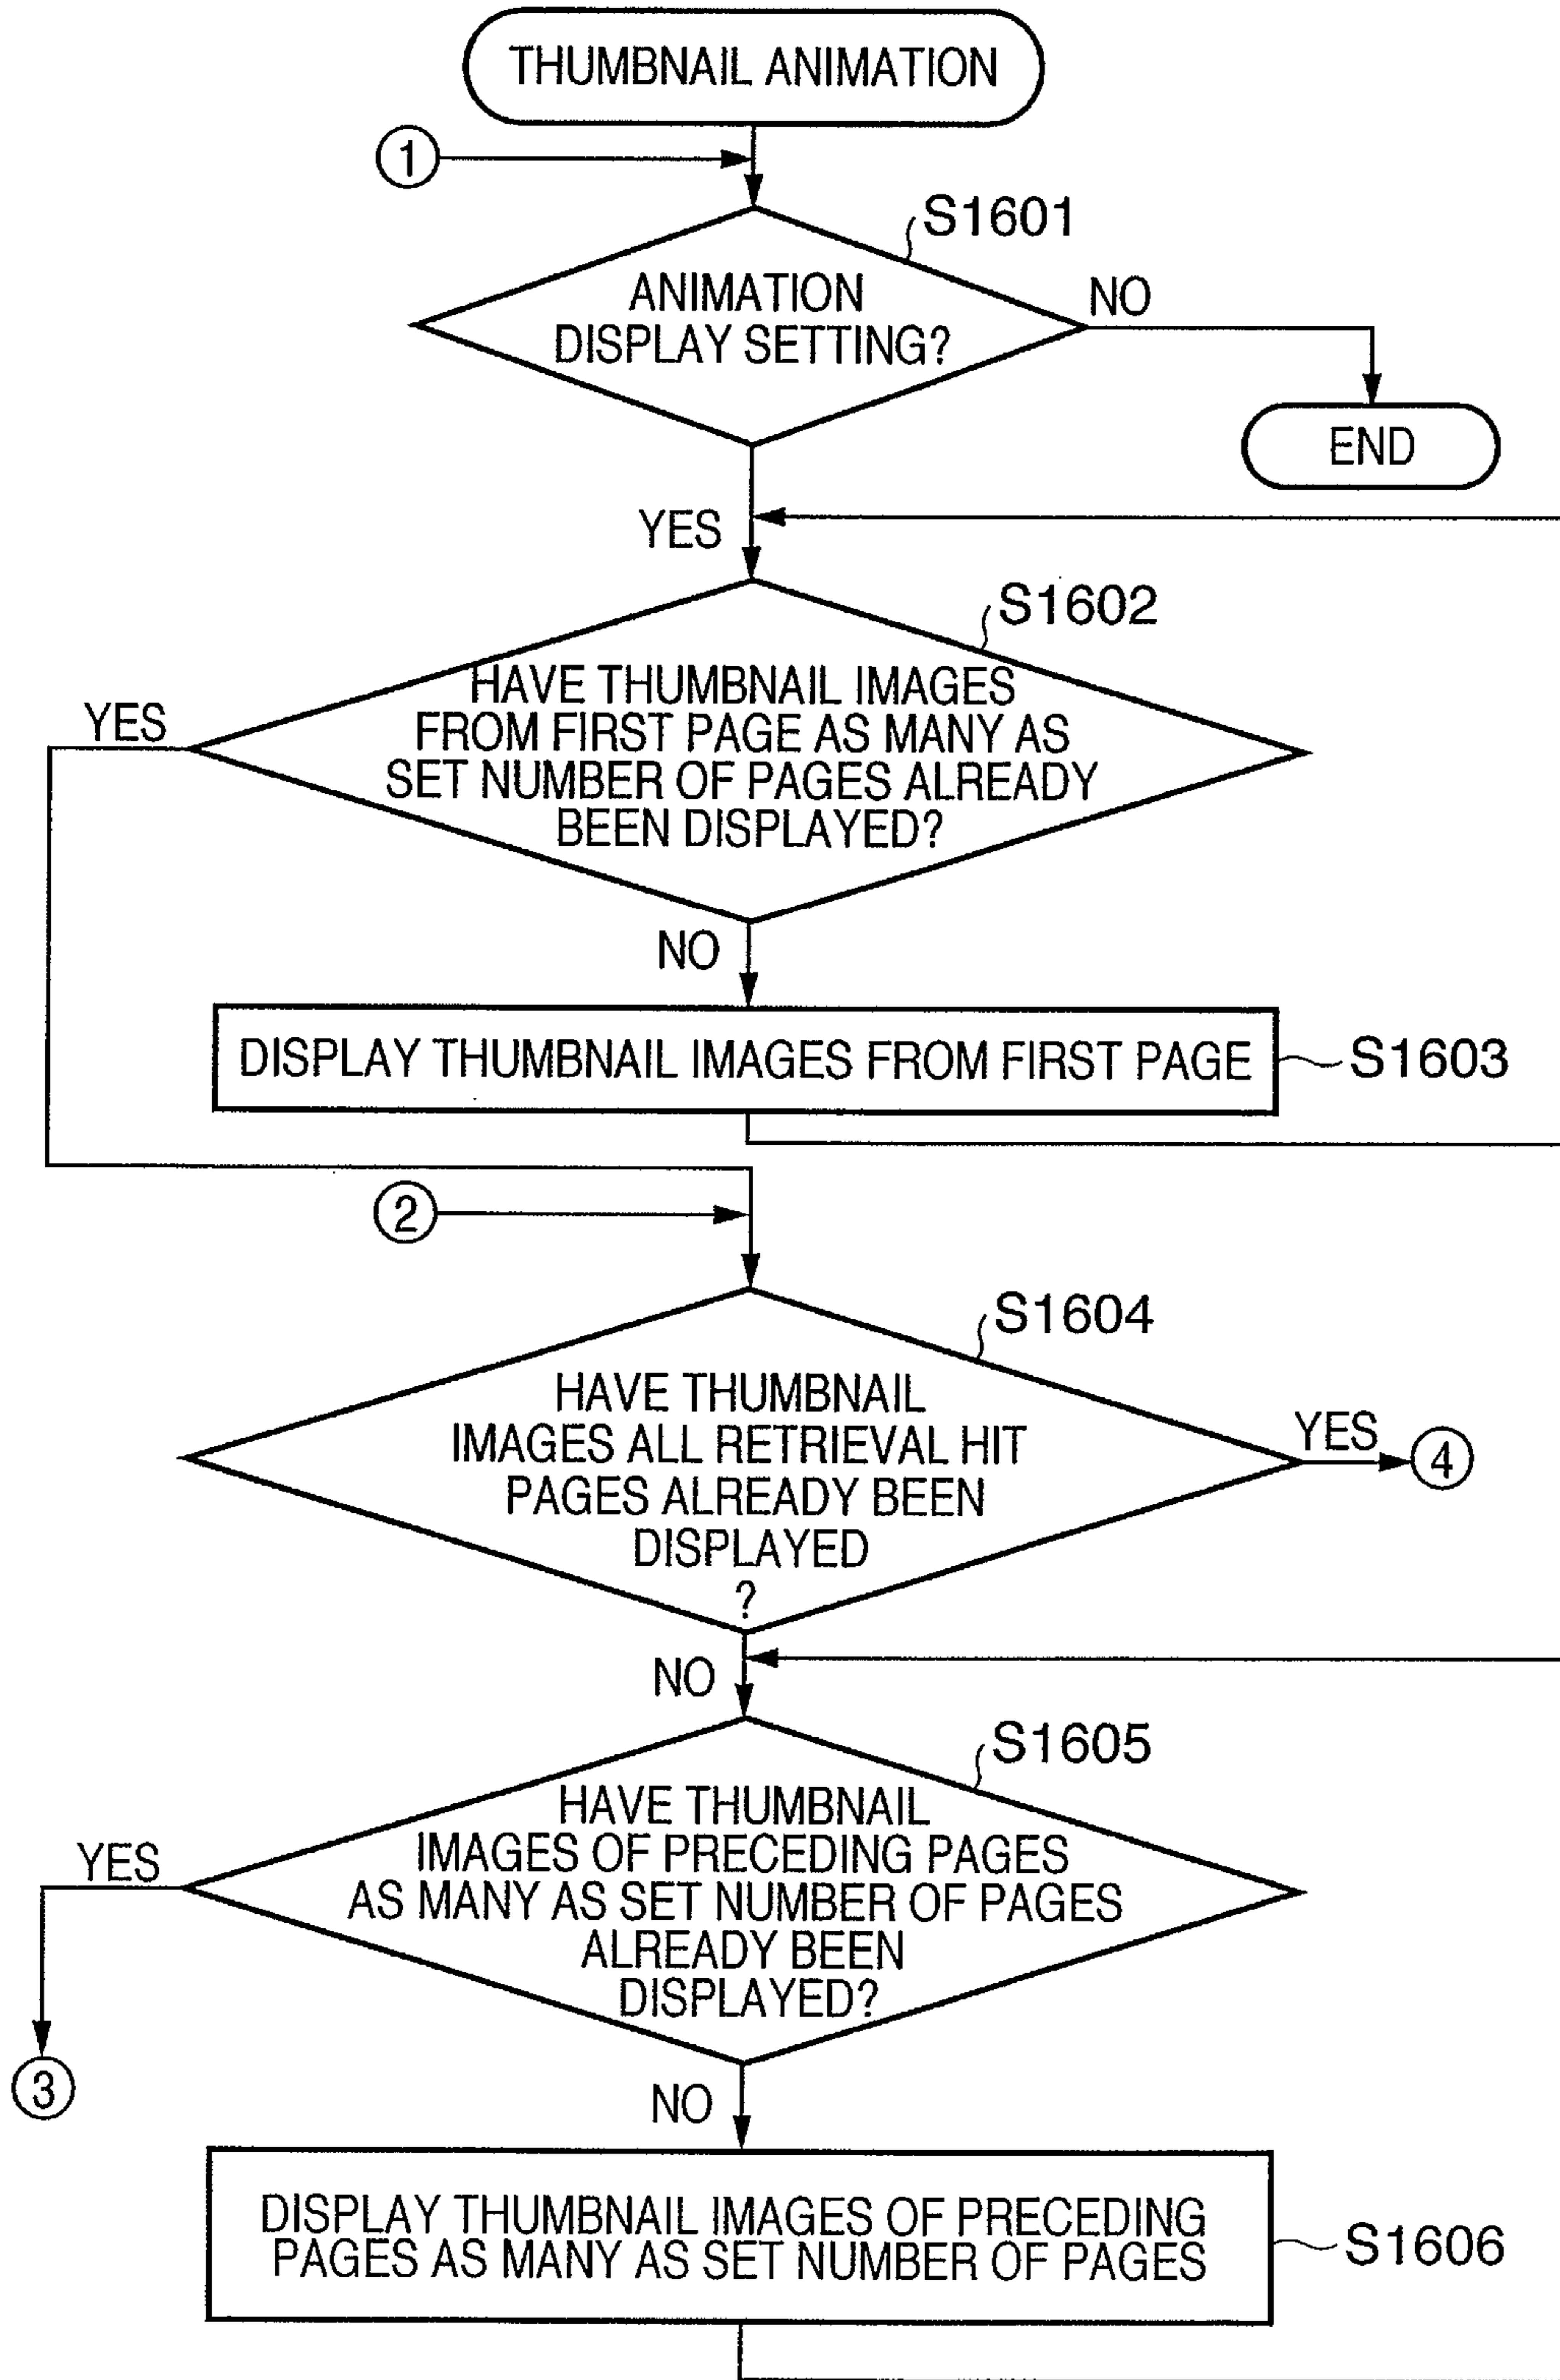 THUMBNAIL ANIMATION
1
S1601
ANIMATION
DISPLAY SETTING?
NO
END
YES
S1602
HAVE THUMBNAIL IMAGES
FROM FIRST PAGE AS MANY AS
SET NUMBER OF PAGES ALREADY
BEEN DISPLAYED?
YES
NO
DISPLAY THUMBNAIL IMAGES FROM FIRST PAGE
S1603
2
S1604
HAVE THUMBNAIL
IMAGES ALL RETRIEVAL HIT
PAGES ALREADY BEEN
DISPLAYED
?
YES
4
NO
S1605
HAVE THUMBNAIL
IMAGES OF PRECEDING PAGES
AS MANY AS SET NUMBER OF PAGES
ALREADY BEEN
DISPLAYED?
YES
3
NO
DISPLAY THUMBNAIL IMAGES OF PRECEDING
PAGES AS MANY AS SET NUMBER OF PAGES
S1606